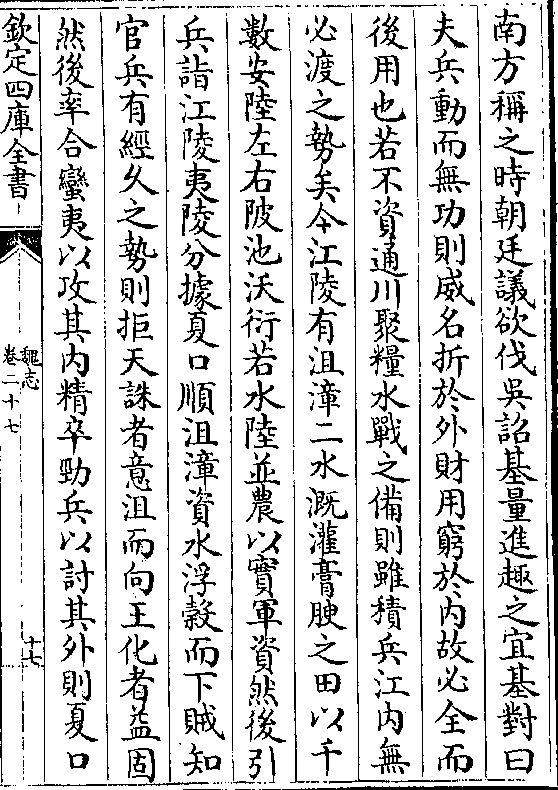 南方稱之時朝廷議欲伐吳詔基量進趣之宜基對曰
夫兵動而無功則威名折於外財用窮於内故必全而
後用也若不資通川聚糧水戰之備則雖積兵江内無
必渡之勢矣今江陵有沮漳二水溉灌膏腴之田以千
數安陸左右陂池沃衍若水陸並農以實軍資然後引
兵詣江陵夷陵分據夏口順沮漳資水浮穀而下賊知
官兵有經久之勢則拒天誅者意沮而向王化者益固
然後率合蠻夷以攻其内精卒勁兵以討其外則夏口
欽定四庫全書
魏志
卷二十七
十七